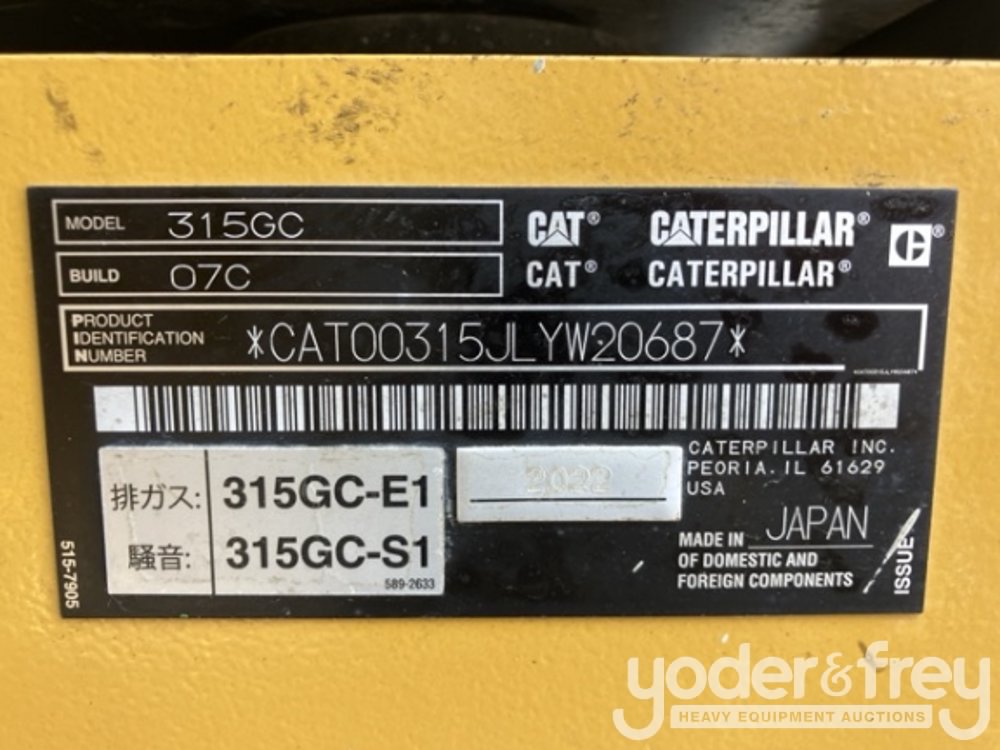 MODEL 315GC
CAT® CATERPILLAR®
BUILD 07C
CAT® CATERPILLAR®
PRODUCT
IDENTIFICATION
NUMBER
*CAT00315JLYW20687*
排ガス: 315GC-E1
騒音: 315GC-S1
589-2633
2022
CATERPILLAR INC.
PEORIA, IL 61629
USA
MADE IN JAPAN
OF DOMESTIC AND
FOREIGN COMPONENTS
ISSUE
515-7905
yoder&frey
HEAVY EQUIPMENT AUCTIONS